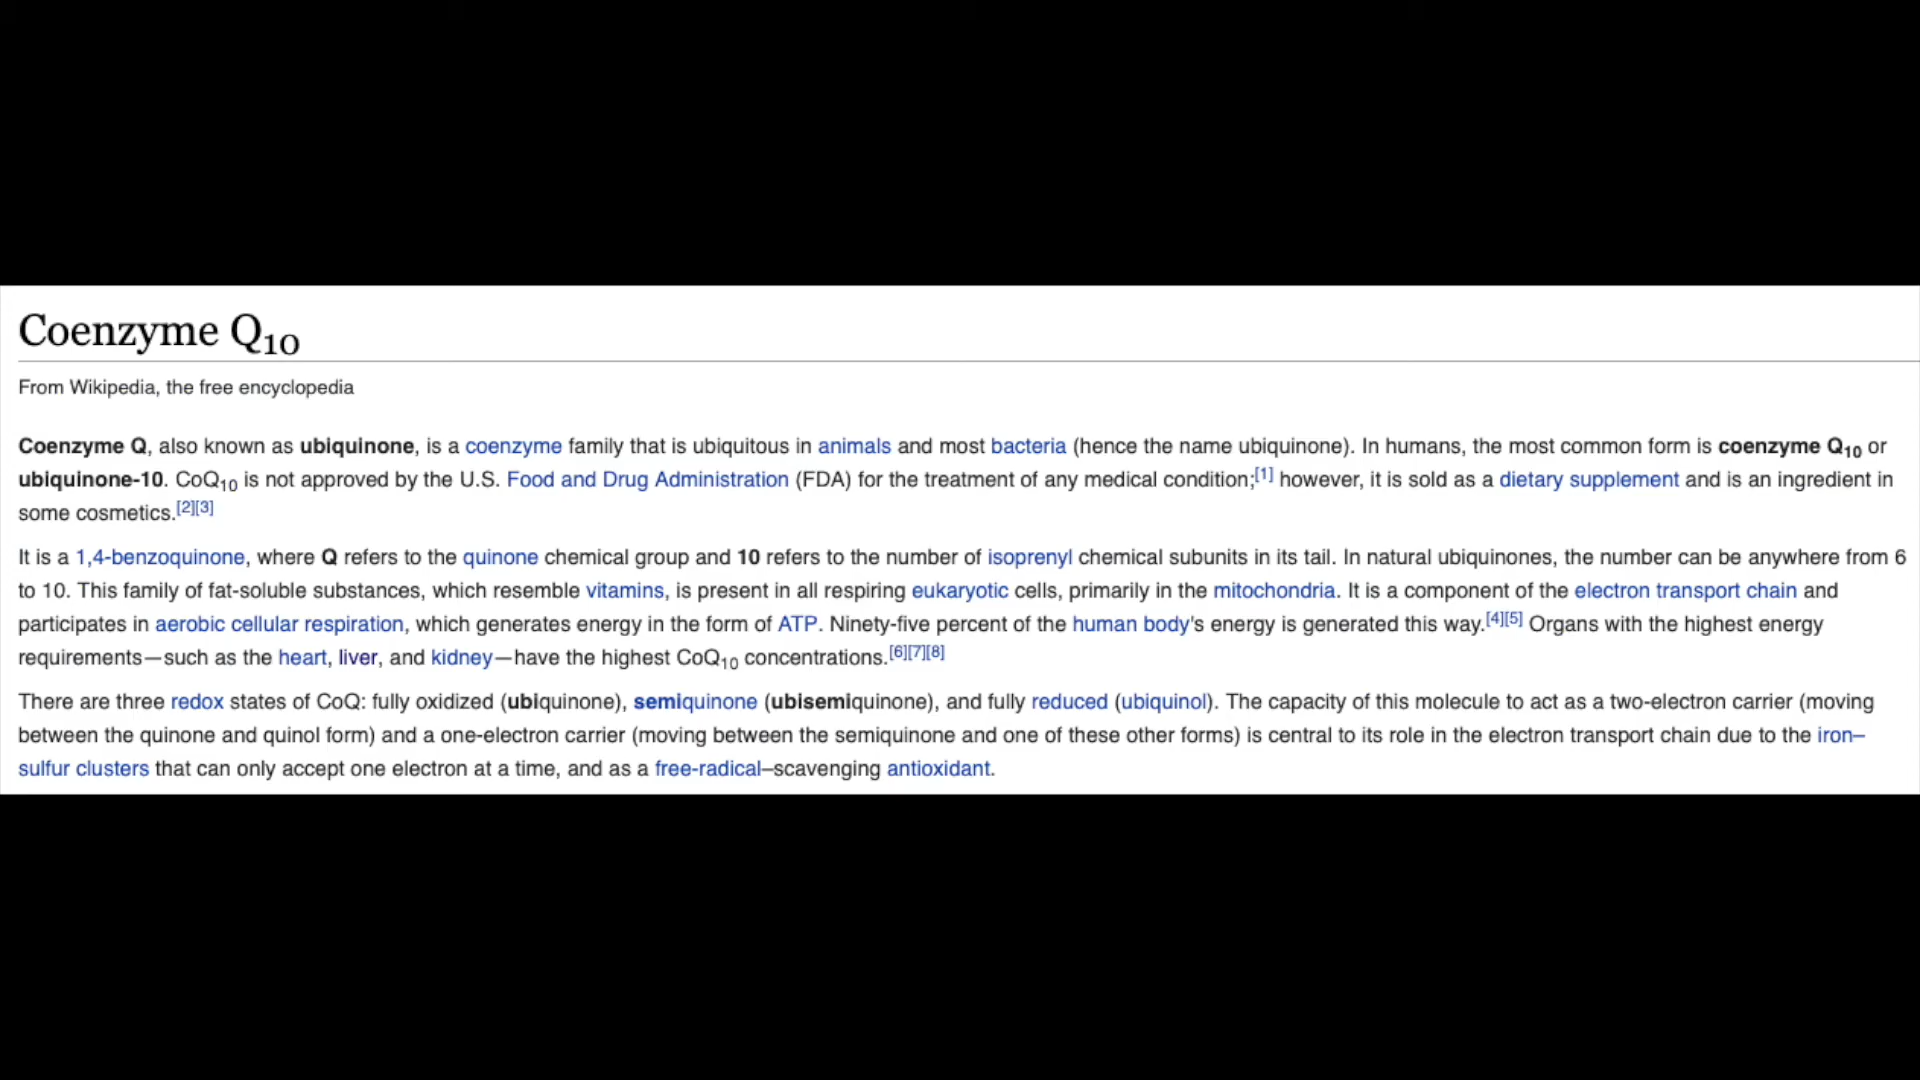 Coenzyme Q10
From Wikipedia, the free encyclopedia
Coenzyme Q, also known as ubiquinone, is a coenzyme family that is ubiquitous in animals and most bacteria (hence the name ubiquinone). In humans, the most common form is coenzyme Q10 or
ubiquinone-10. CoQ10 is not approved by the U.S. Food and Drug Administration (FDA) for the treatment of any medical condition;[1] however, it is sold as a dietary supplement and is an ingredient in
some cosmetics.[2][3]
It is a 1,4-benzoquinone, where Q refers to the quinone chemical group and 10 refers to the number of isoprenyl chemical subunits in its tail. In natural ubiquinones, the number can be anywhere from 6
to 10. This family of fat-soluble substances, which resemble vitamins, is present in all respiring eukaryotic cells, primarily in the mitochondria. It is a component of the electron transport chain and
participates in aerobic cellular respiration, which generates energy in the form of ATP. Ninety-five percent of the human body's energy is generated this way.[4][5] Organs with the highest energy
requirements—such as the heart, liver, and kidney—have the highest CoQ10 concentrations.[6][7][8]
There are three redox states of CoQ: fully oxidized (ubiquinone), semiquinone (ubisemiquinone), and fully reduced (ubiquinol). The capacity of this molecule to act as a two-electron carrier (moving
between the quinone and quinol form) and a one-electron carrier (moving between the semiquinone and one of these other forms) is central to its role in the electron transport chain due to the iron–
sulfur clusters that can only accept one electron at a time, and as a free-radical–scavenging antioxidant.